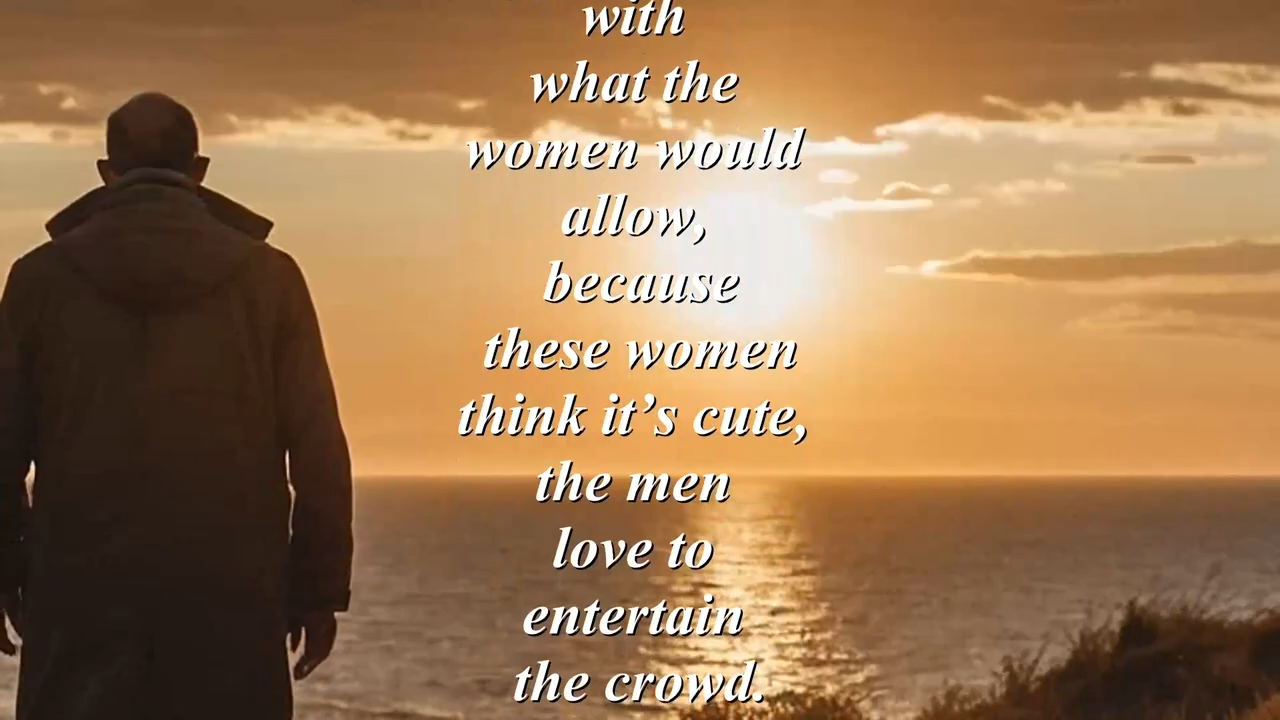 with
what the
women would
allow,
because
these women
think it’s cute,
the men
love to
entertain
the crowd.